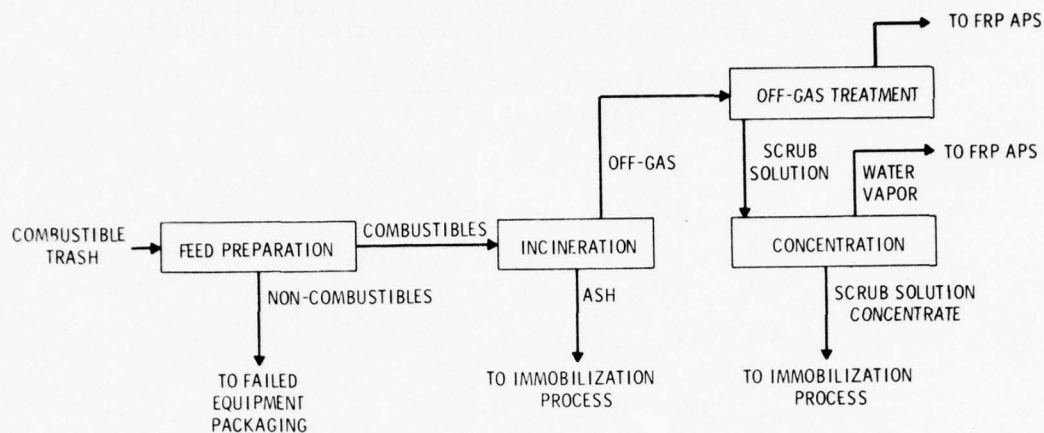 TO FRP APS
OFF-GAS TREATMENT
OFF-GAS
SCRUB
SOLUTION
WATER
VAPOR
TO FRP APS
COMBUSTIBLE
TRASH
FEED PREPARATION
COMBUSTIBLES
INCINERATION
CONCENTRATION
NON-COMBUSTIBLES
ASH
SCRUB SOLUTION
CONCENTRATE
TO FAILED
EQUIPMENT
PACKAGING
TO IMMOBILIZATION
PROCESS
TO IMMOBILIZATION
PROCESS